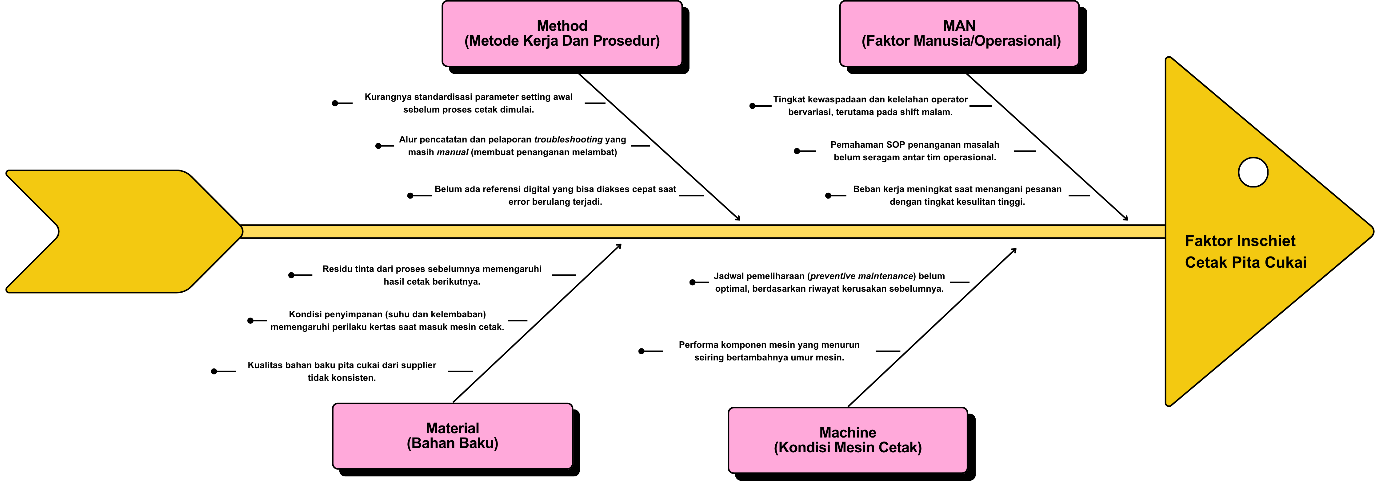 Method
(Metode Kerja Dan Prosedur)
Kurangnya standardisasi parameter setting awal
sebelum proses cetak dimulai.
Alur pencatatan dan pelaporan troubleshooting yang
masih manual (membuat penanganan melambat)
Belum ada referensi digital yang bisa diakses cepat saat
error berulang terjadi.
MAN
(Faktor Manusia/Operasional)
Tingkat kewaspadaan dan kelelahan operator
bervariasi, terutama pada shift malam.
Pemahaman SOP penanganan masalah
belum seragam antar tim operasional.
Beban kerja meningkat saat menangani pesanan
dengan tingkat kesulitan tinggi.
Faktor Inschiet
Cetak Pita Cukai
Residu tinta dari proses sebelumnya memengaruhi
hasil cetak berikutnya.
Kondisi penyimpanan (suhu dan kelembaban)
memengaruhi perilaku kertas saat masuk mesin cetak.
Kualitas bahan baku pita cukai dari supplier
tidak konsisten.
Material
(Bahan Baku)
Jadwal pemeliharaan (preventive maintenance) belum
optimal, berdasarkan riwayat kerusakan sebelumnya.
Performa komponen mesin yang menurun
seiring bertambahnya umur mesin.
Machine
(Kondisi Mesin Cetak)